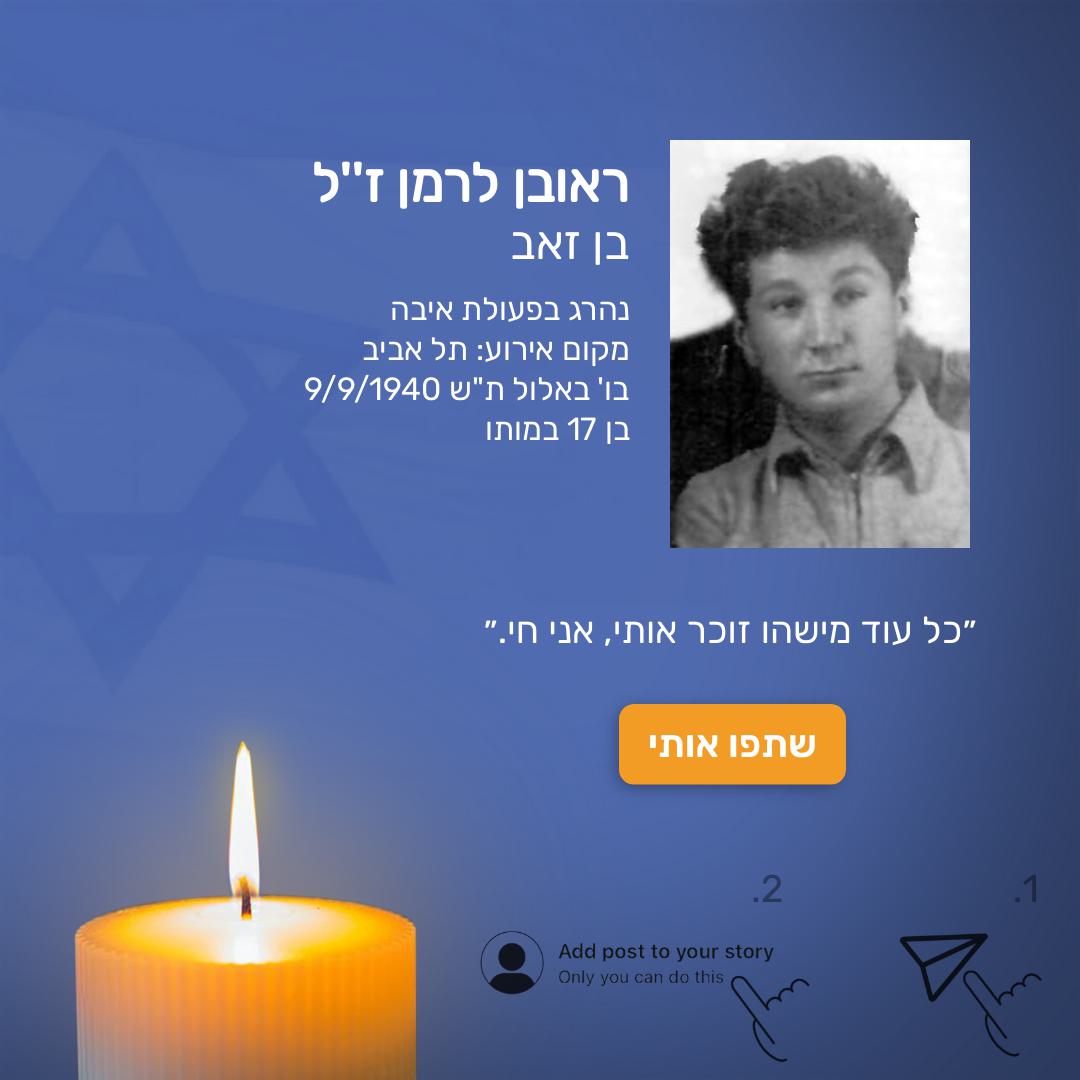 ראובן לרמן ז"ל
בן זאב
נהרג בפעולת איבה
מקום אירוע: תל אביב
בו' באלול ת"ש 9/9/1940
בן 17 במותו
״כל עוד מישהו זוכר אותי, אני חי.״
שתפו אותי
.1
.2
Add post to your story
Only you can do this